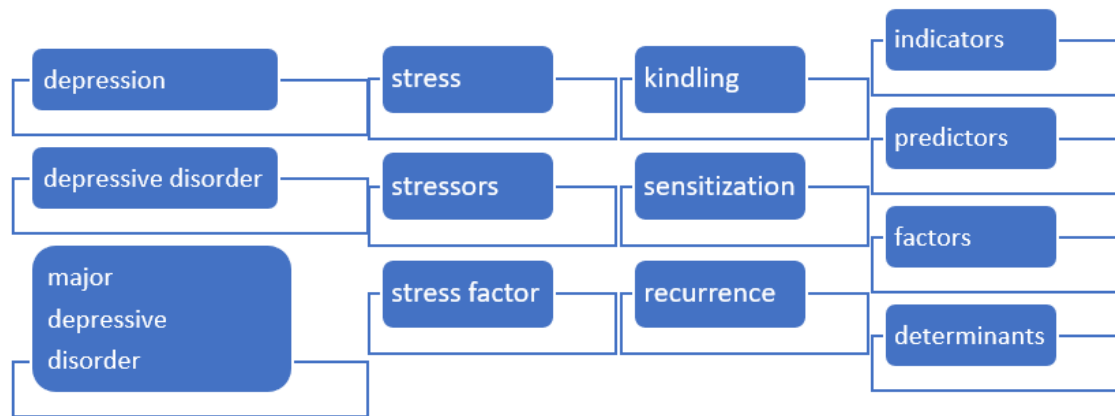 depression
depressive disorder
major
depressive
disorder
stress
stressors
stress factor
kindling
sensitization
recurrence
indicators
predictors
factors
determinants